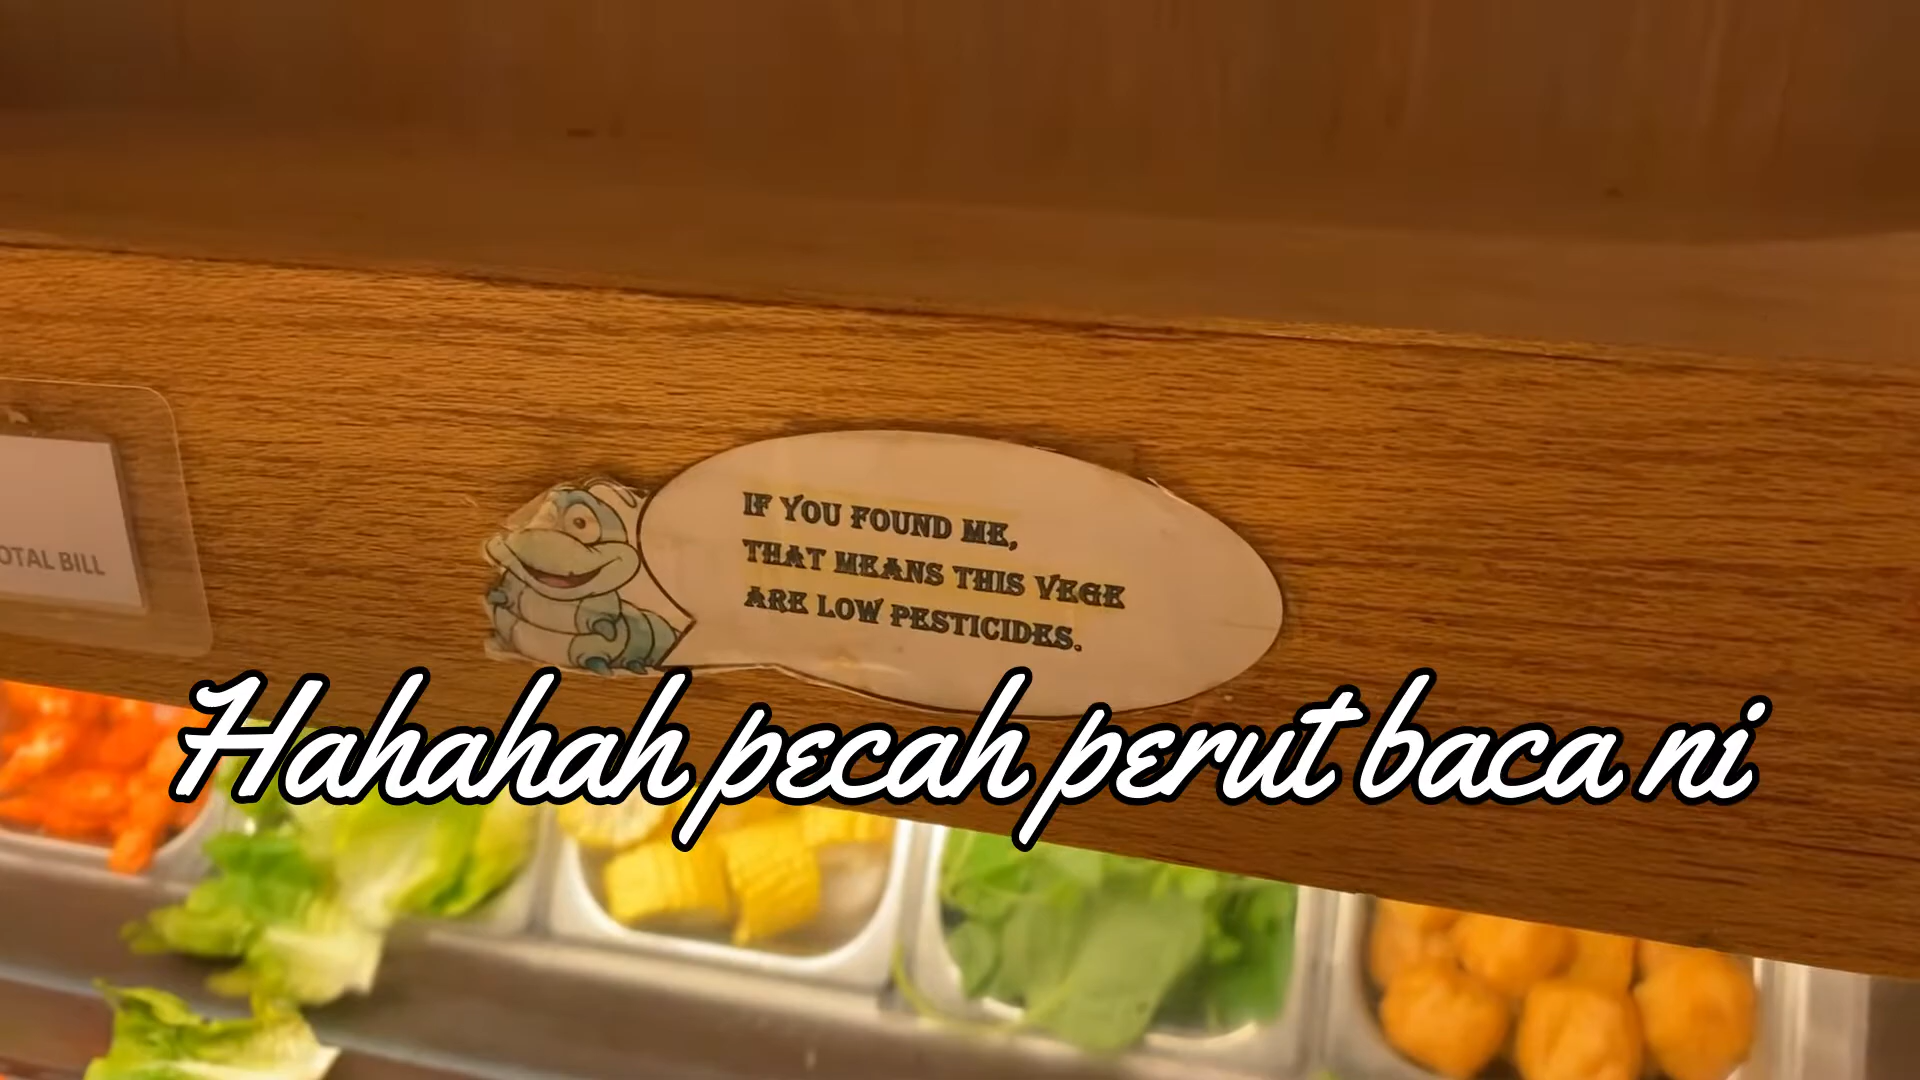 OTAL BILL
IF YOU FOUND ME,
THAT MEANS THIS VEGE
ARE LOW PESTICIDES.
Hahahah pecah perut baca ni